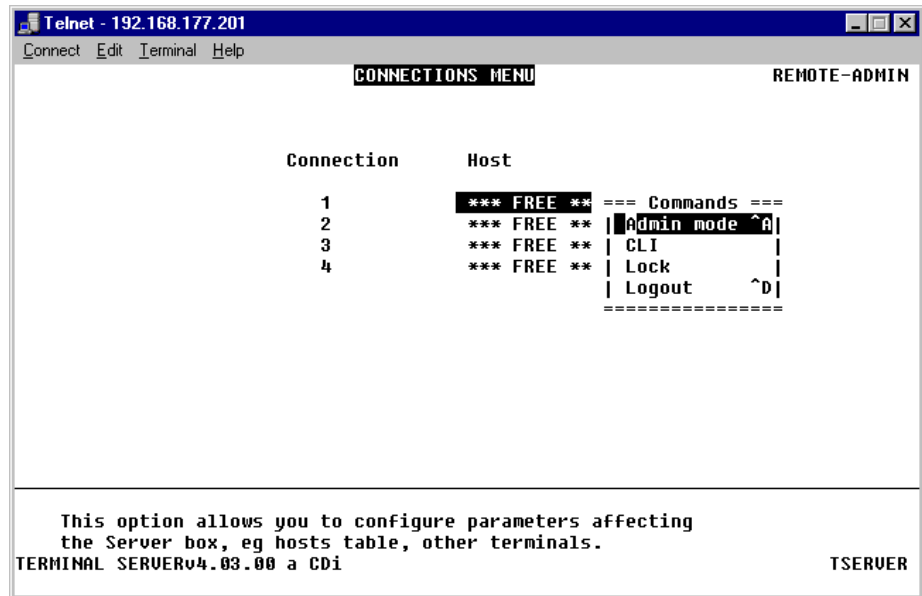 Telnet - 192.168.177.201
Connect Edit Terminal Help
CONNECTIONS MENU REMOTE-ADMIN
Connection Host
1 *** FREE ** === Commands ===
2 *** FREE ** | Admin mode ^A|
3 *** FREE ** | CLI |
4 *** FREE ** | Lock |
| Logout ^D|
================
This option allows you to configure parameters affecting
the Server box, eg hosts table, other terminals.
TERMINAL SERVERv4.03.00 a CDi TSERVER